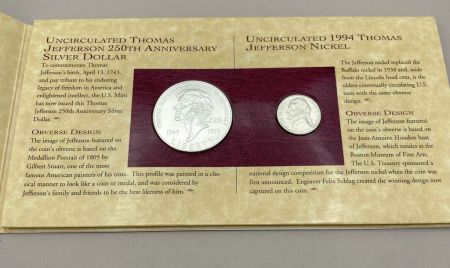 UNCIRCULATED THOMAS
JEFFERSON 250TH ANNIVERSARY
SILVER DOLLAR
To commemorate Thomas
Jefferson's birth, April 13, 1743,
and pay tribute to his enduring
legacy of freedom in America and
enlightened intellect, the U.S. Mint
has now issued this Thomas
Jefferson 250th Anniversary Silver
Dollar.
OBVERSE DESIGN
The image of Jefferson featured
on the coin's obverse is based on the
Medallion Portrait of 1805 by
Gilbert Stuart, one of the most
famous American painters of his time. This profile was painted in a clas-
sical manner to look like a coin or medal, and was considered by
Jefferson's family and friends to be the best likeness of him.
1743 1993
LIBERTY
UNCIRCULATED 1994 THOMAS
JEFFERSON NICKEL
The Jefferson nickel replaced the
Buffalo nickel in 1938 and, aside
from the Lincoln head cent, is the
oldest continually circulating U.S.
coin with the same obverse
design.
OBVERSE DESIGN
The image of Jefferson featured
on the coin's obverse is based on
the Jean-Antoine Houdon bust
of Jefferson, which resides at the
Boston Museum of Fine Arts.
The U.S. Treasury sponsored a
national design competition for the Jefferson nickel when the coin was
first announced. Engraver Felix Schlag created the winning design now
captured on this coin.